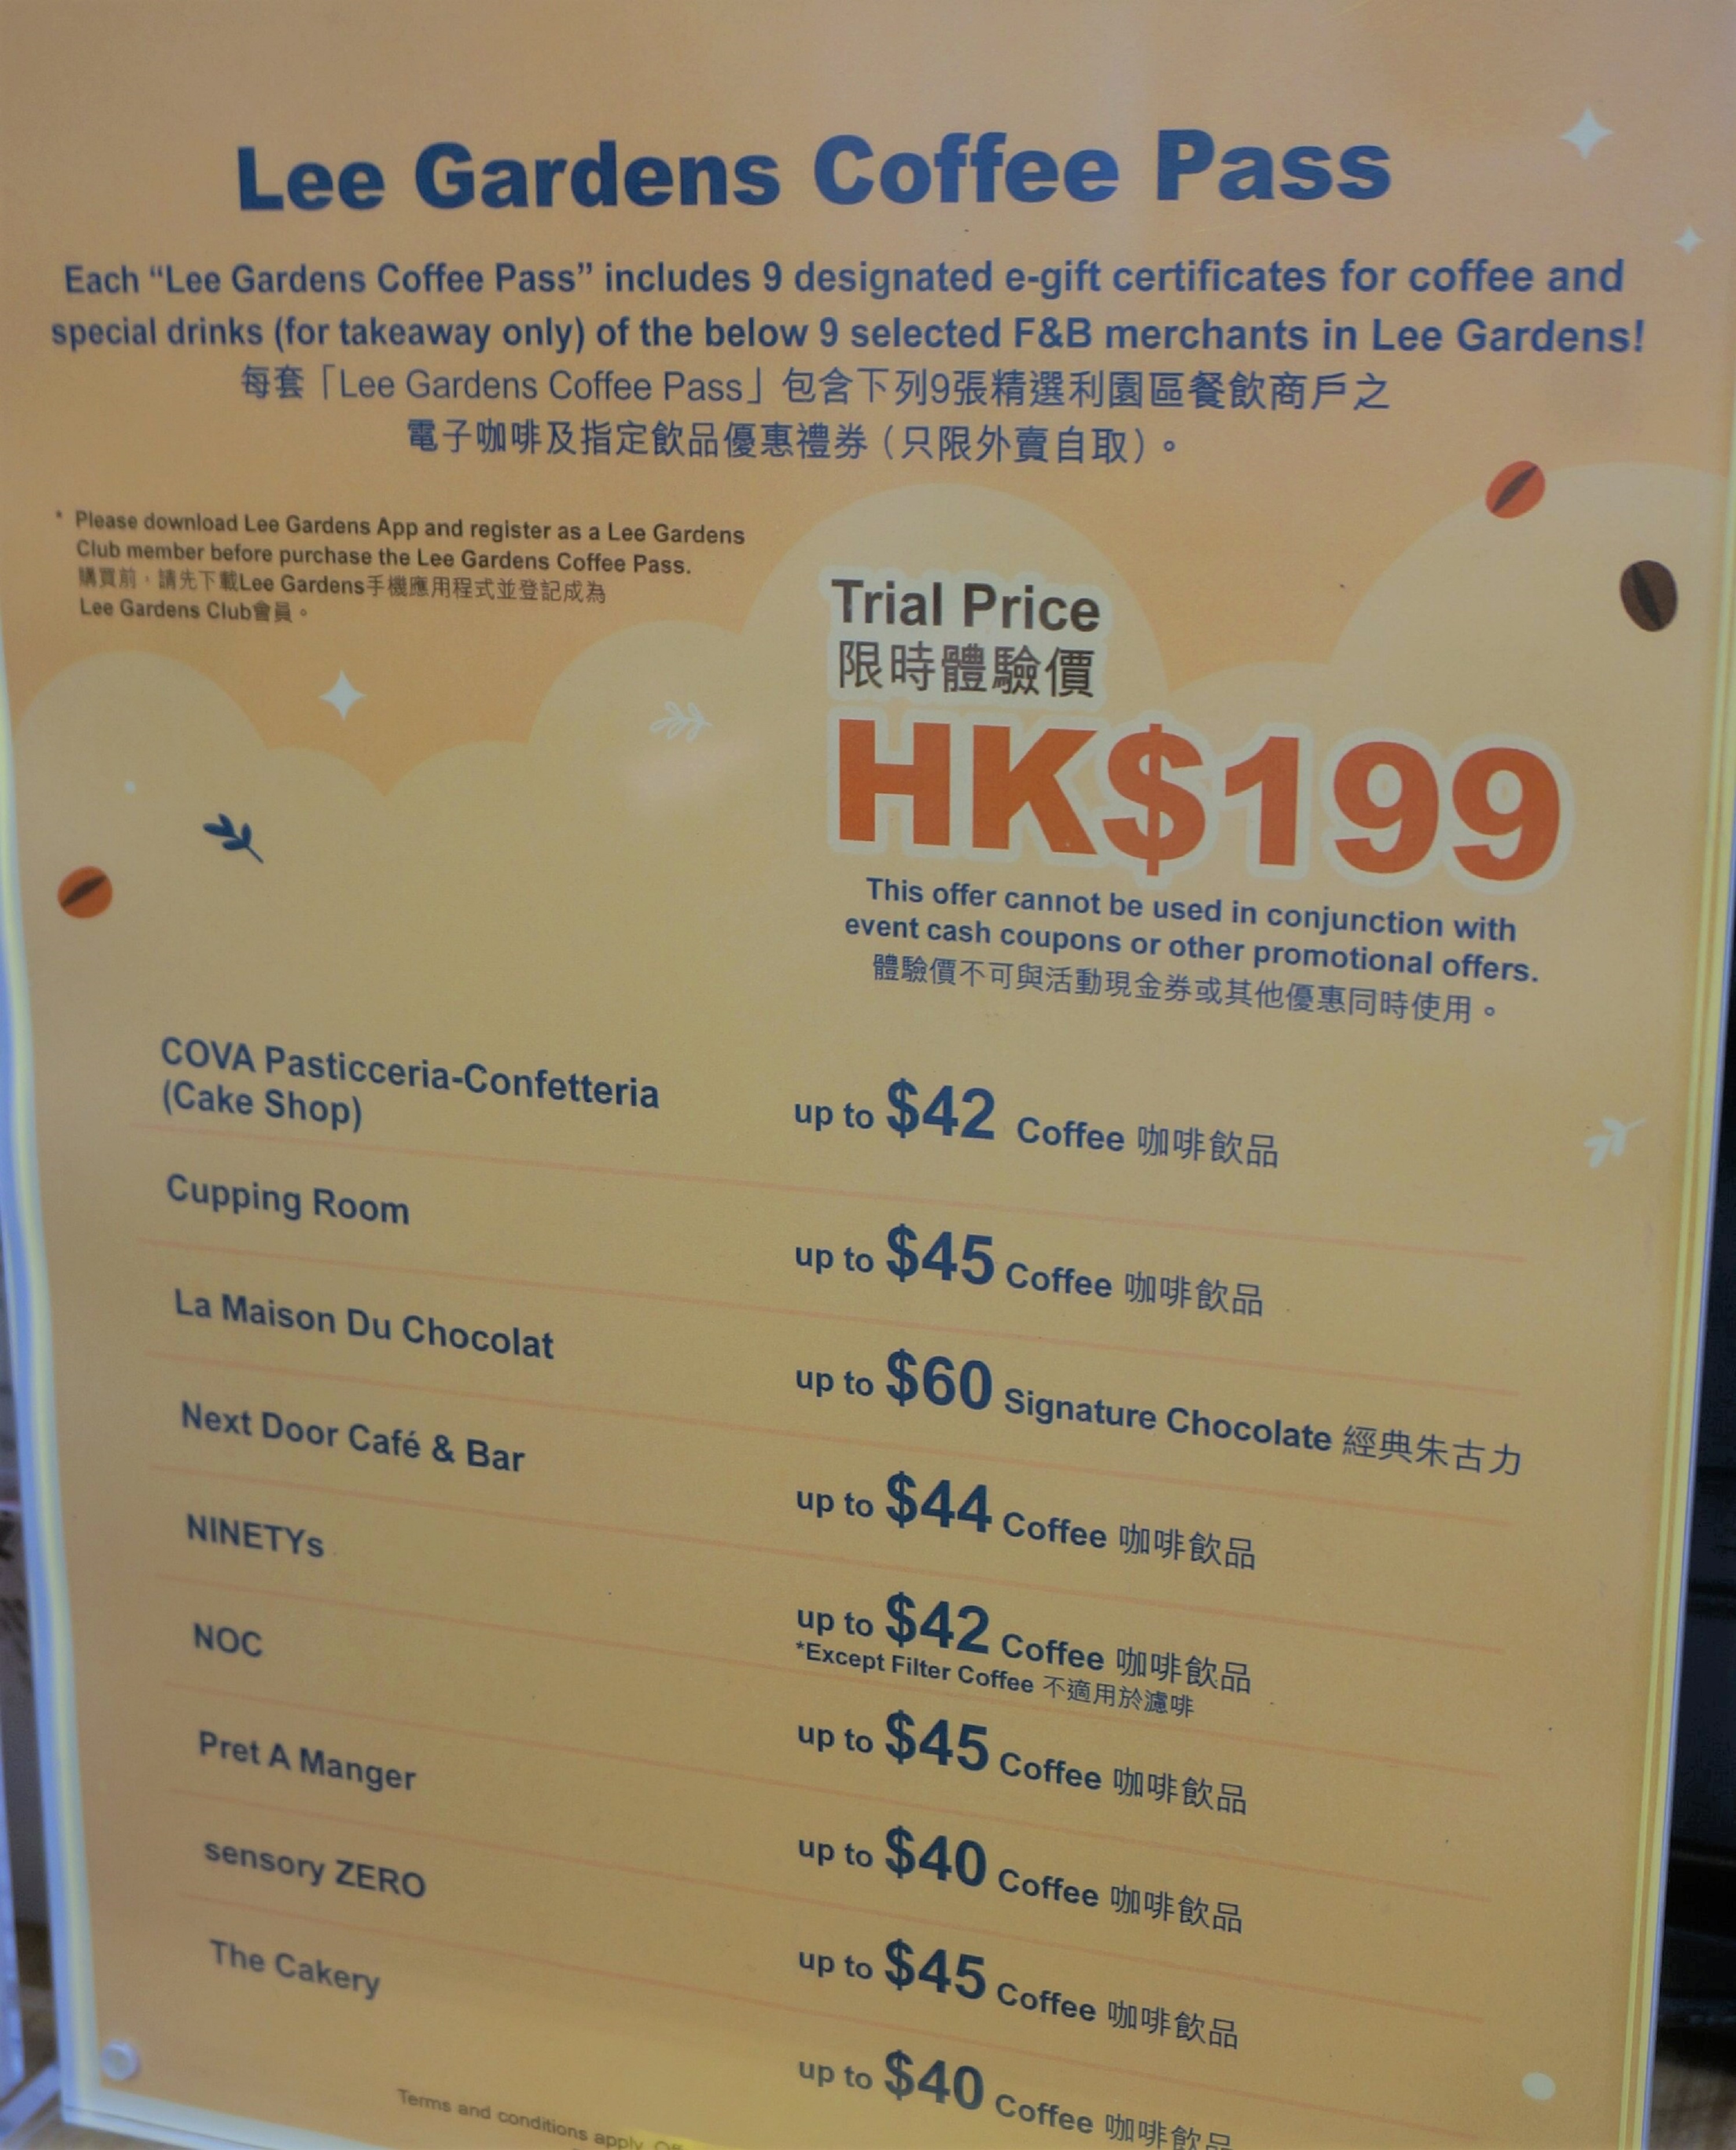 Lee Gardens Coffee Pass
Each “Lee Gardens Coffee Pass” includes 9 designated e-gift certificates for coffee and
special drinks (for takeaway only) of the below 9 selected F&B merchants in Lee Gardens!
每套「Lee Gardens Coffee Pass」包含下列9張精選利園區餐飲商戶之
電子咖啡及指定飲品優惠禮券（只限外賣自取）。
* Please download Lee Gardens App and register as a Lee Gardens
Club member before purchase the Lee Gardens Coffee Pass.
購買前，請先下載Lee Gardens手機應用程式並登記成為
Lee Gardens Club會員。
Trial Price
限時體驗價
HK$199
This offer cannot be used in conjunction with
event cash coupons or other promotional offers.
體驗價不可與活動現金券或其他優惠同時使用。
COVA Pasticceria-Confetteria
(Cake Shop)
up to $42 Coffee 咖啡飲品
Cupping Room
up to $45 Coffee 咖啡飲品
La Maison Du Chocolat
up to $60 Signature Chocolate 經典朱古力
Next Door Café & Bar
up to $44 Coffee 咖啡飲品
NINETYs
up to $42 Coffee 咖啡飲品
*Except Filter Coffee 不適用於濾啡
NOC
up to $45 Coffee 咖啡飲品
Pret A Manger
up to $40 Coffee 咖啡飲品
sensory ZERO
up to $45 Coffee 咖啡飲品
The Cakery
up to $40 Coffee 咖啡飲品
Terms and conditions apply.